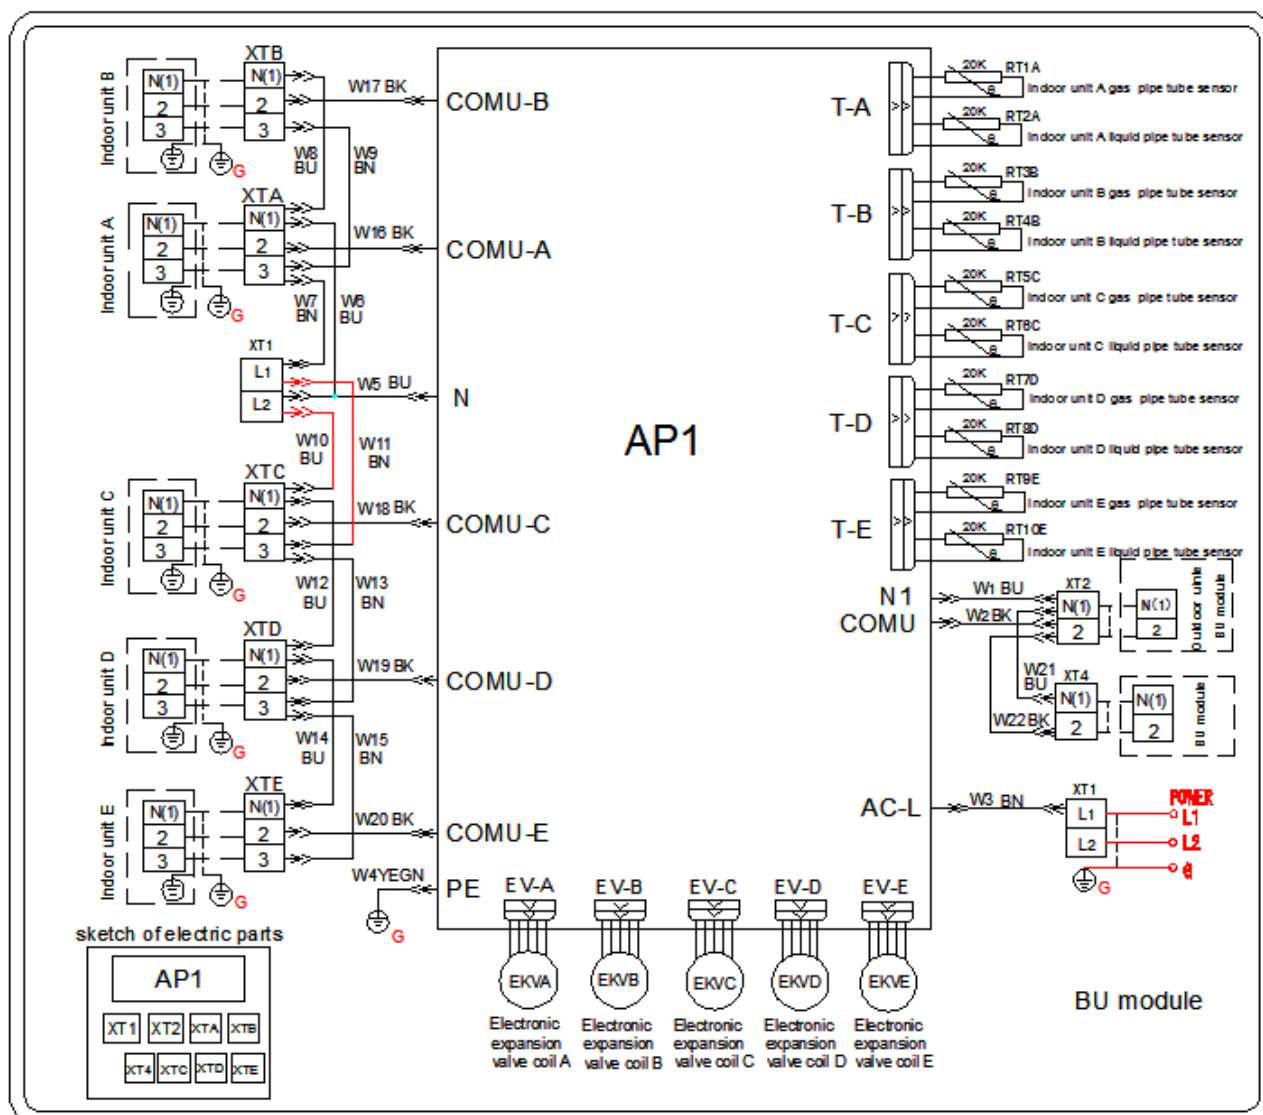 XTB
Indoor unit B
N(1)
2
3
N(1)
2
3
G
W17 BK
COMU-B
W8
BU
W9
BN
XTA
Indoor unit A
N(1)
2
3
N(1)
2
3
G
W16 BK
COMU-A
W7
BN
W6
BU
XT1
L1
L2
W5 BU
N
W10
BU
W11
BN
XTC
Indoor unit C
N(1)
2
3
N(1)
2
3
G
W18 BK
COMU-C
W12
BU
W13
BN
XTD
Indoor unit D
N(1)
2
3
N(1)
2
3
G
W19 BK
COMU-D
W14
BU
W15
BN
XTE
Indoor unit E
N(1)
2
3
N(1)
2
3
G
W20 BK
COMU-E
W4YEGN
PE
G
AP1
T-A
20K
RT1A
Indoor unit A gas pipe tube sensor
20K
RT2A
Indoor unit A liquid pipe tube sensor
T-B
20K
RT3B
Indoor unit B gas pipe tube sensor
20K
RT4B
Indoor unit B liquid pipe tube sensor
T-C
20K
RT5C
Indoor unit C gas pipe tube sensor
20K
RT6C
Indoor unit C liquid pipe tube sensor
T-D
20K
RT7D
Indoor unit D gas pipe tube sensor
20K
RT8D
Indoor unit D liquid pipe tube sensor
T-E
20K
RT9E
Indoor unit E gas pipe tube sensor
20K
RT10E
Indoor unit E liquid pipe tube sensor
N1
W1 BU
COMU
W2BK
XT2
N(1)
2
N(1)
2
Outdoor uinie
BU module
W21
BU
W22BK
XT4
N(1)
2
N(1)
2
BU module
AC-L
W3 BN
XT1
L1
L2
G
POWER
L1
L2
EV-A
EV-B
EV-C
EV-D
EV-E
EKVA
EKVB
EKVC
EKVD
EKVE
Electronic
expansion
valve coil A
Electronic
expansion
valve coil B
Electronic
expansion
valve coil C
Electronic
expansion
valve coil D
Electronic
expansion
valve coil E
BU module
sketch of electric parts
AP1
XT1
XT2
XTA
XTB
XT4
XTC
XTD
XTE